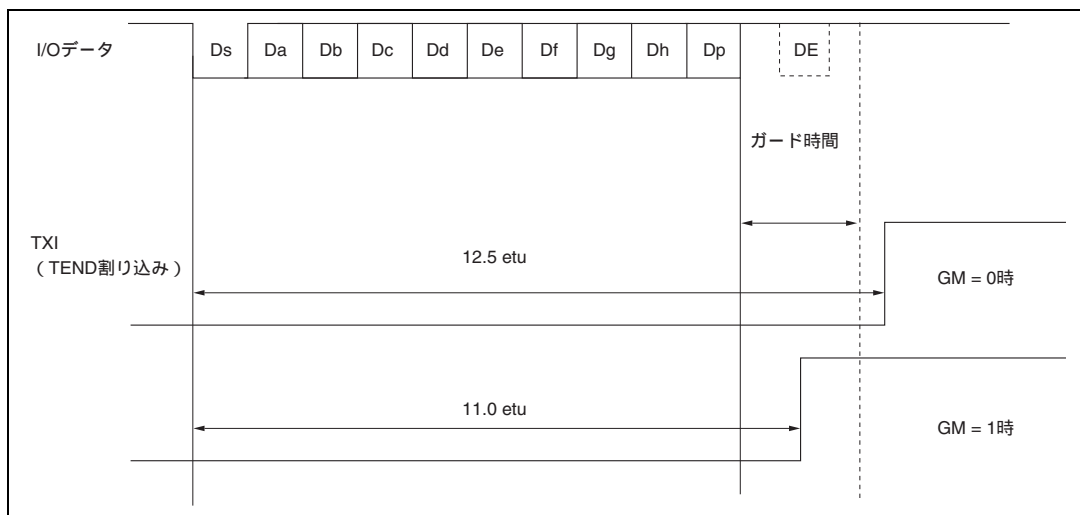 I/Oデータ Ds Da Db Dc Dd De Df Dg Dh Dp DE
ガード時間
TXI
（TEND割り込み）
12.5 etu
GM = 0時
11.0 etu
GM = 1時